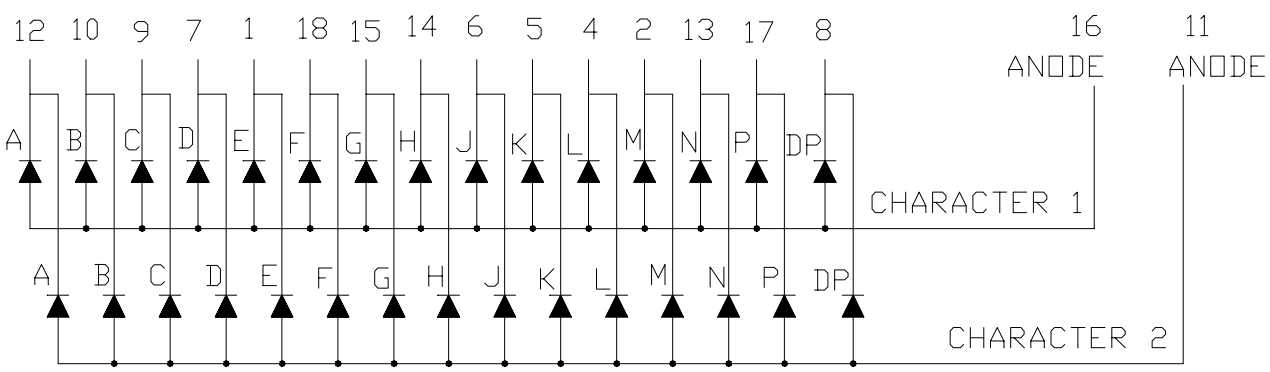 12 10 9 7 1 18 15 14 6 5 4 2 13 17 8 16 11
ANODE ANODE
A B C D E F G H J K L M N P DP
CHARACTER 1
A B C D E F G H J K L M N P DP
CHARACTER 2